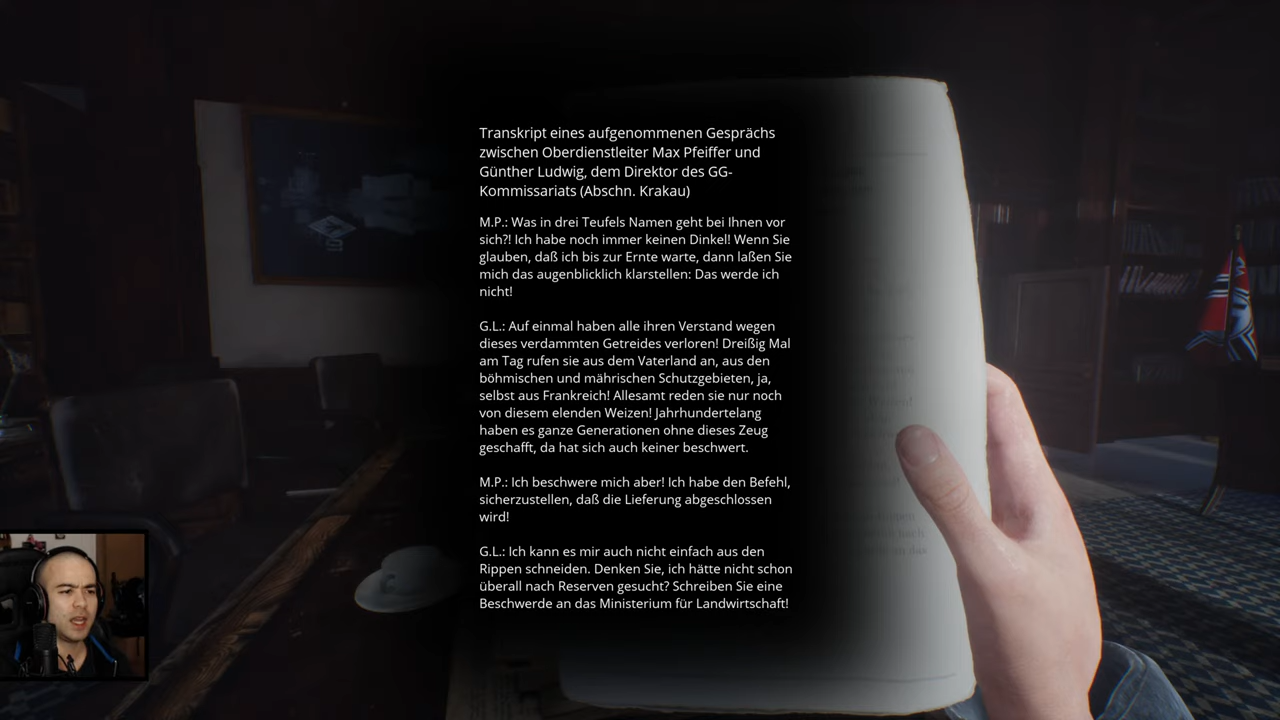 Transkript eines aufgenommenen Gesprächs
zwischen Oberdienstleiter Max Pfeiffer und
Günther Ludwig, dem Direktor des GG-
Kommissariats (Abschn. Krakau)
M.P.: Was in drei Teufels Namen geht bei Ihnen vor
sich?! Ich habe noch immer keinen Dinkel! Wenn Sie
glauben, daß ich bis zur Ernte warte, dann laßen Sie
mich das augenblicklich klarstellen: Das werde ich
nicht!
G.L.: Auf einmal haben alle ihren Verstand wegen
dieses verdammten Getreides verloren! Dreißig Mal
am Tag rufen sie aus dem Vaterland an, aus den
böhmischen und mährischen Schutzgebieten, ja,
selbst aus Frankreich! Allesamt reden sie nur noch
von diesem elenden Weizen! Jahrhundertelang
haben es ganze Generationen ohne dieses Zeug
geschafft, da hat sich auch keiner beschwert.
M.P.: Ich beschwere mich aber! Ich habe den Befehl,
sicherzustellen, daß die Lieferung abgeschlossen
wird!
G.L.: Ich kann es mir auch nicht einfach aus den
Rippen schneiden. Denken Sie, ich hätte nicht schon
überall nach Reserven gesucht? Schreiben Sie eine
Beschwerde an das Ministerium für Landwirtschaft!